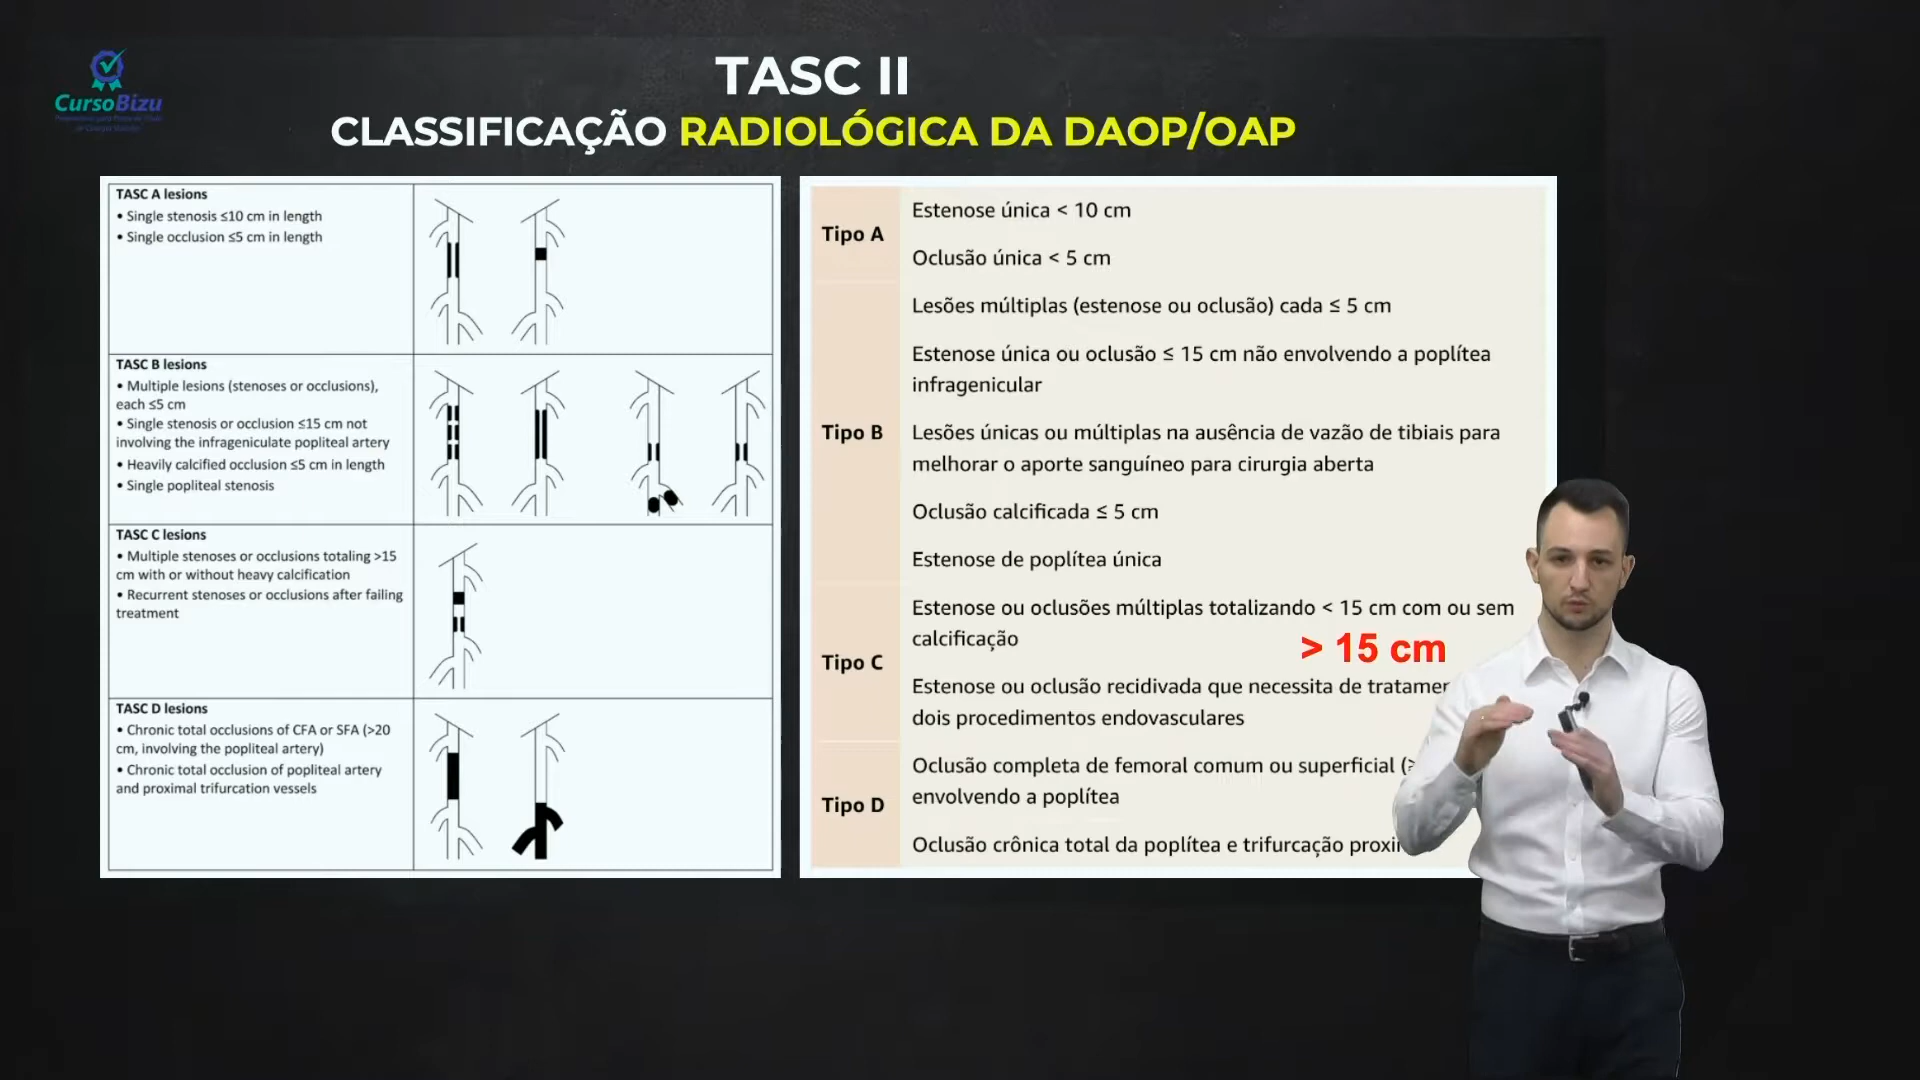 TASC II
CLASSIFICAÇÃO RADIOLÓGICA DA DAOP/OAP
CursoBizu
TASC A lesions
• Single stenosis ≤10 cm in length
• Single occlusion ≤5 cm in length
TASC B lesions
• Multiple lesions (stenoses or occlusions),
each ≤5 cm
• Single stenosis or occlusion ≤15 cm not
involving the infrageniculate popliteal artery
• Heavily calcified occlusion ≤5 cm in length
• Single popliteal stenosis
TASC C lesions
• Multiple stenoses or occlusions totaling >15
cm with or without heavy calcification
• Recurrent stenoses or occlusions after failing
treatment
TASC D lesions
• Chronic total occlusions of CFA or SFA (>20
cm, involving the popliteal artery)
• Chronic total occlusion of popliteal artery
and proximal trifurcation vessels
Tipo A
Estenose única < 10 cm
Oclusão única < 5 cm
Tipo B
Lesões múltiplas (estenose ou oclusão) cada ≤ 5 cm
Estenose única ou oclusão ≤ 15 cm não envolvendo a poplítea
infragenicular
Lesões únicas ou múltiplas na ausência de vazão de tibiais para
melhorar o aporte sanguíneo para cirurgia aberta
Oclusão calcificada ≤ 5 cm
Estenose de poplítea única
Tipo C
Estenose ou oclusões múltiplas totalizando < 15 cm com ou sem
calcificação
> 15 cm
Estenose ou oclusão recidivada que necessita de
dois procedimentos endovasculares
Tipo D
Oclusão completa de femoral comum ou superficial
envolvendo a poplítea
Oclusão crônica total da poplítea e trifurcação